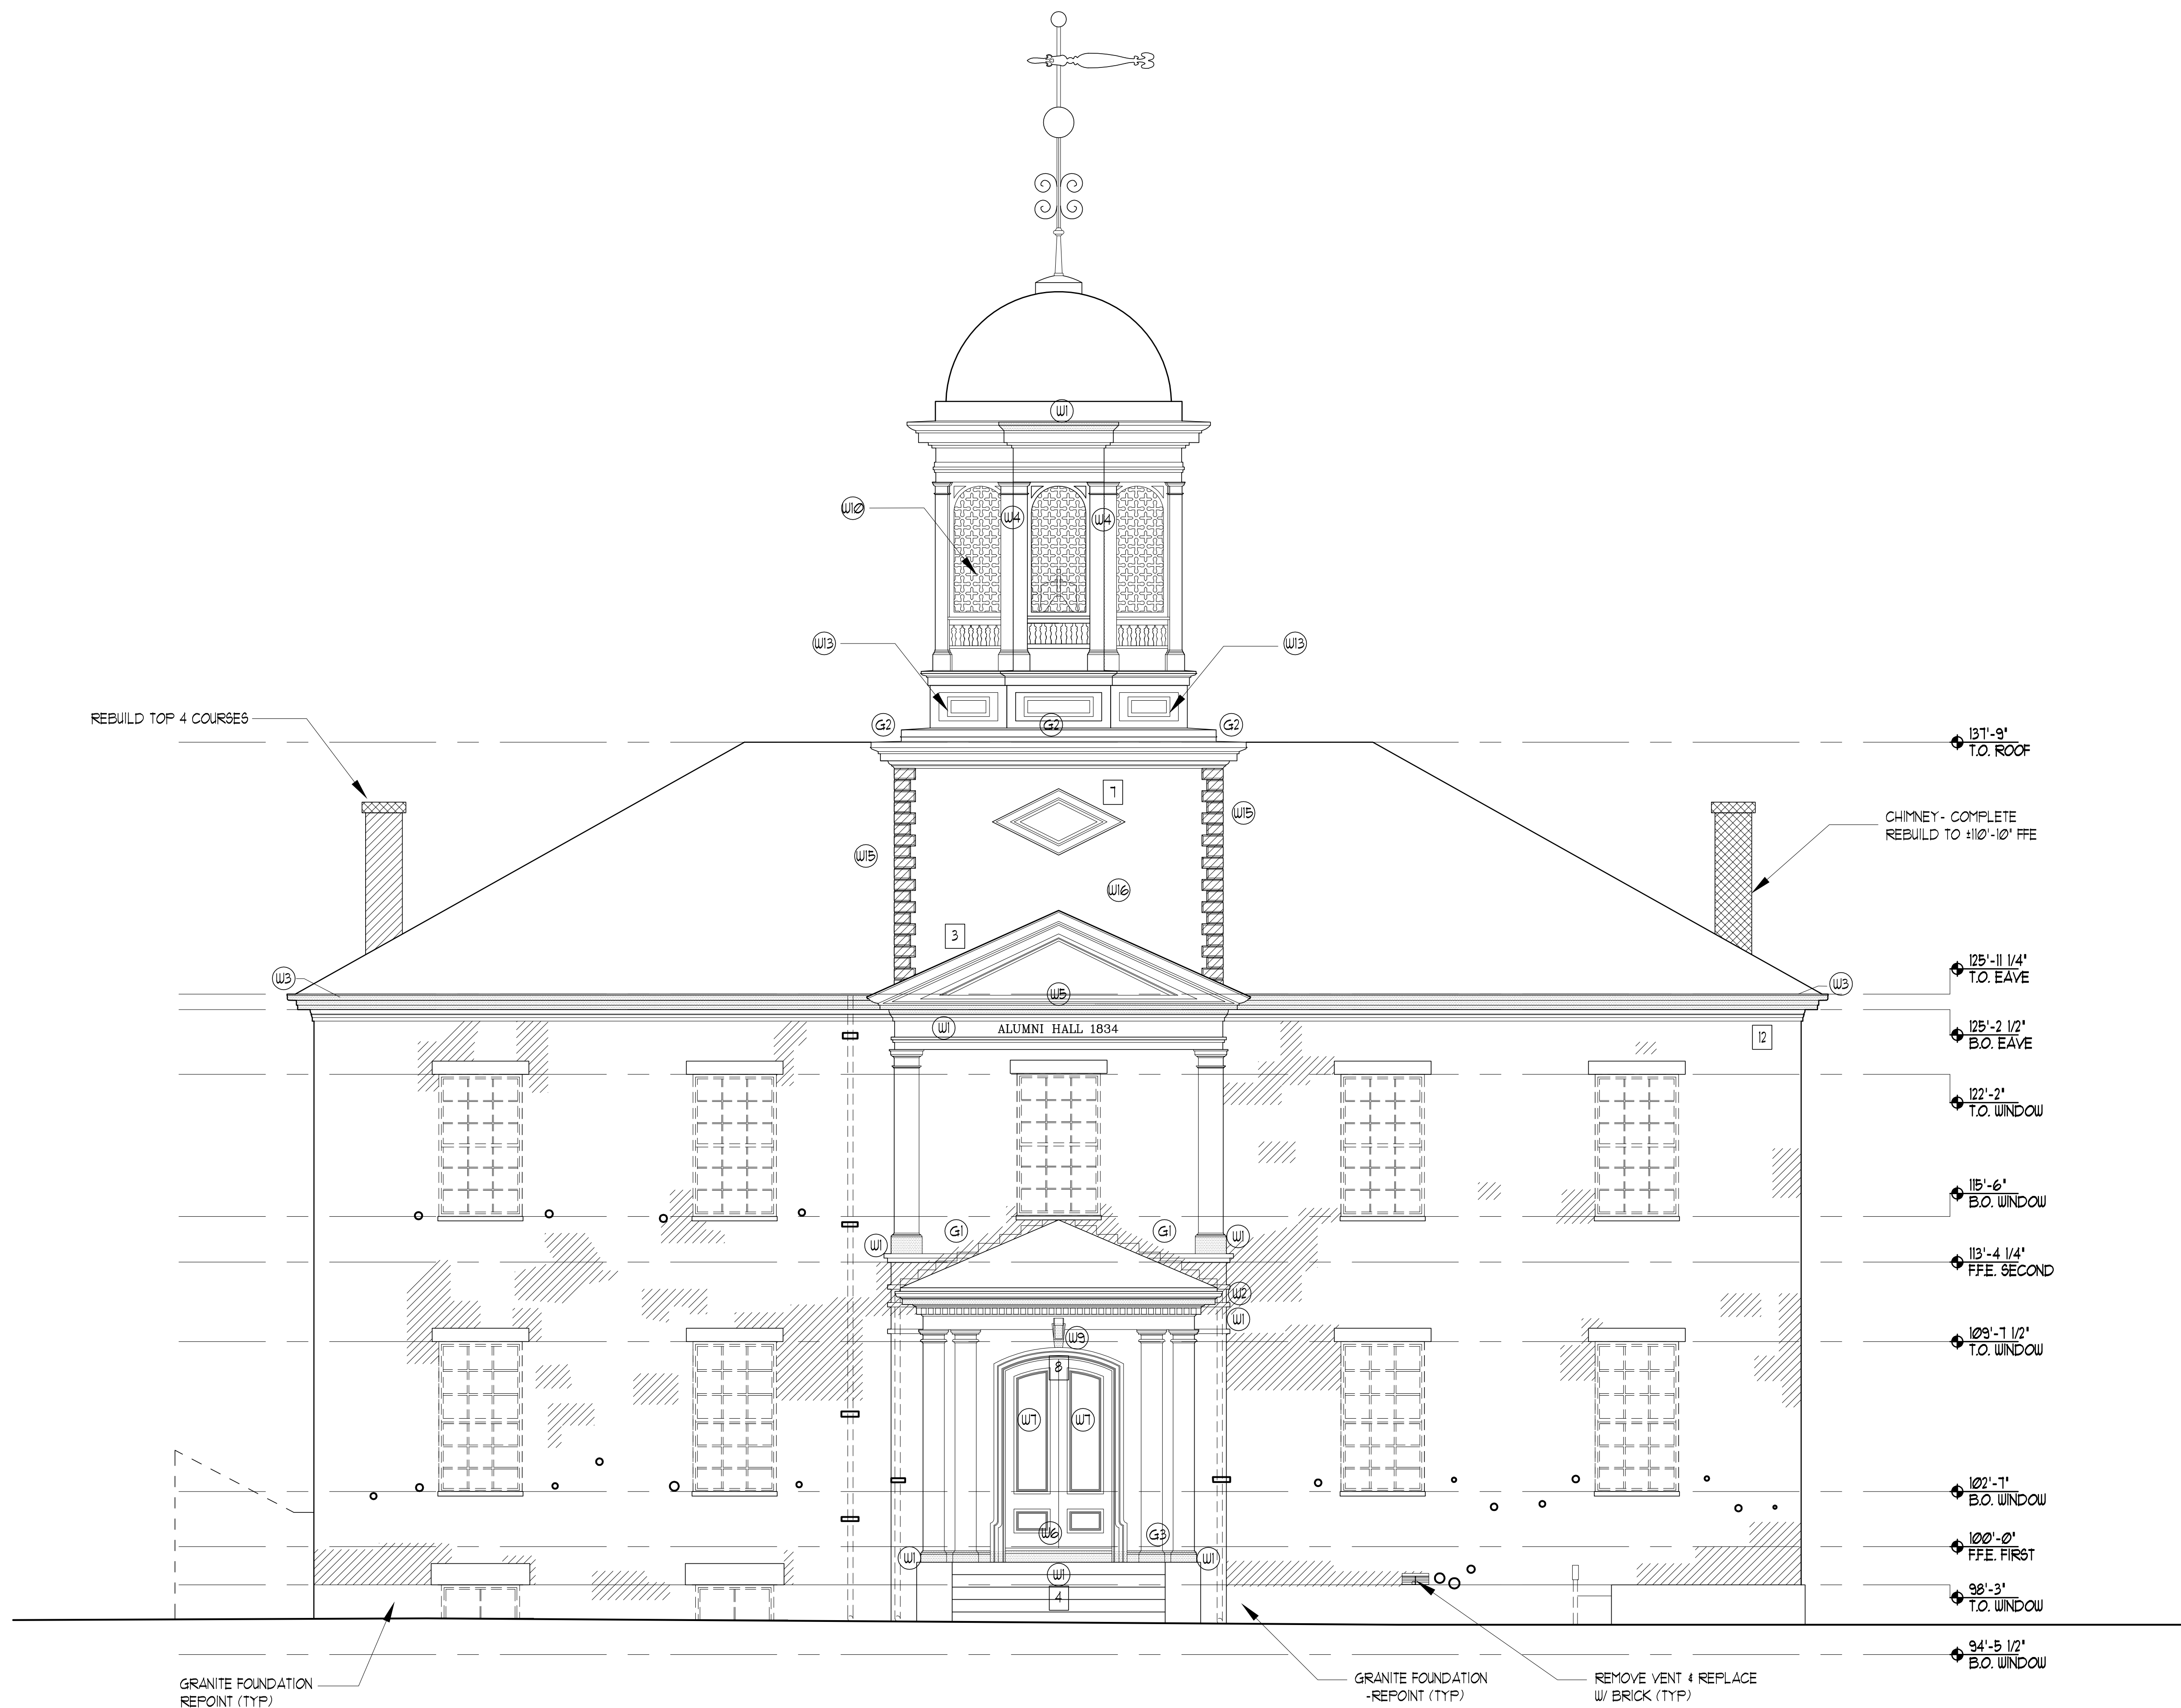 W1
W10
W4
W4
W13
W13
REBUILD TOP 4 COURSES
G2
G2
G2
137'-9"
T.O. ROOF
7
W15
CHIMNEY- COMPLETE
REBUILD TO ±110'-10" FFE
W15
W16
3
125'-11 1/4"
T.O. EAVE
W3
W3
W5
W1
ALUMNI HALL 1834
125'-2 1/2"
B.O. EAVE
12
122'-2"
T.O. WINDOW
115'-6"
B.O. WINDOW
G1
G1
W1
W1
113'-4 1/4"
F.F.E. SECOND
W2
W1
W9
109'-7 1/2"
T.O. WINDOW
8
W7
W7
102'-7"
B.O. WINDOW
W6
G3
100'-0"
F.F.E. FIRST
W1
W1
W1
4
98'-3"
T.O. WINDOW
94'-5 1/2"
B.O. WINDOW
GRANITE FOUNDATION
REPOINT (TYP)
GRANITE FOUNDATION
-REPOINT (TYP)
REMOVE VENT & REPLACE
W/ BRICK (TYP)